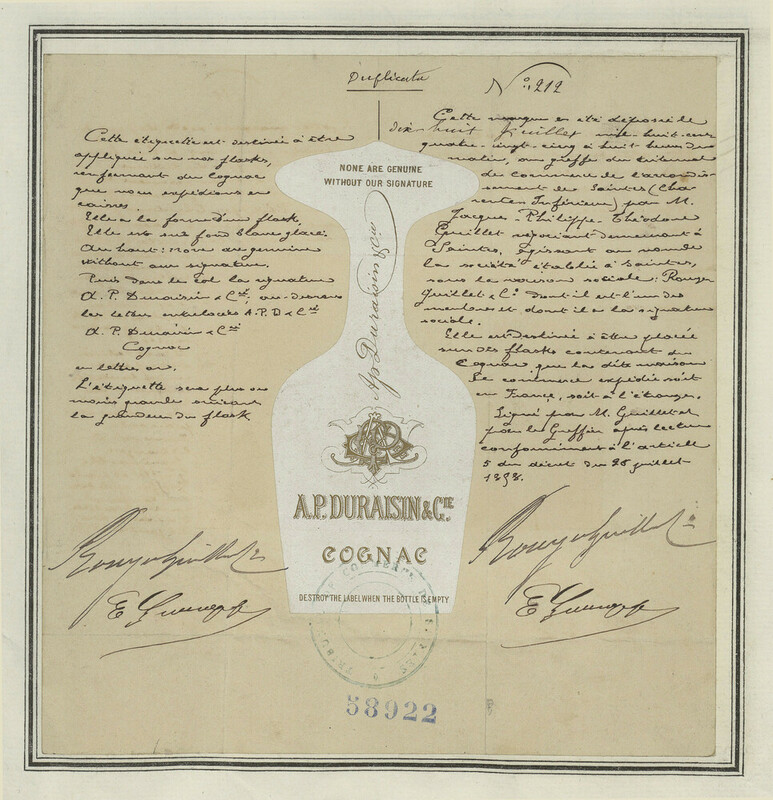 Duplicata
N° 212
Cette étiquette est destinée à être
appliquée sur nos flasks,
renfermant du Cognac
que nous expédions en
caisses.
Elle a la forme d'un flask,
Elle est sur fond blanc glacé.
Au haut: none are genuine
without our signature.
Puis dans le col la signature
A. P. Duraisin & Cie, au-dessous
les lettres entrelacées A. P. D & Cie
A. P. Duraisin & Cie
Cognac
en lettres or.
L'étiquette sera plus ou
moins grande suivant
la grandeur du flask
NONE ARE GENUINE
WITHOUT OUR SIGNATURE
Ap Duraisin & Cie
A.P. DURAISIN & CIE
COGNAC
DESTROY THE LABEL WHEN THE BOTTLE IS EMPTY
Cette marque a été déposée le
dix huit Juillet mil huit cent
quatre-vingt-cinq à huit heures du
matin, au greffe du tribunal
de commerce de l'arrondis-
sement de Saintes (Cha-
rente Inférieure) par M.
Jacques-Philippe-Théodore
Guillet négociant demeurant à
Saintes, agissant au nom de
la société établie à Saintes,
sous la raison sociale: Rouyer
Guillet & Cie dont il est l'un des
membres et dont il a la signature
sociale.
Elle est destinée à être placée
sur des flasks contenant du
Cognac que la dite maison
de commerce expédie soit
en France, soit à l'étranger.
Signé par M. Guillet et
par le Greffier après lecture
conformément à l'article
5 du décret du 26 juillet
1858.
Rouyer Guillet & Cie
Rouyer Guillet & Cie
58922